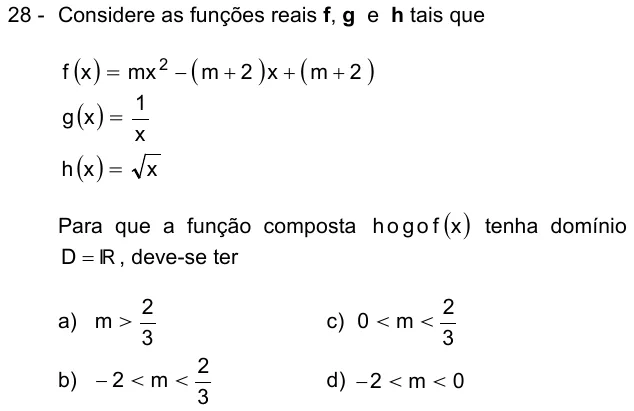 28 - Considere as funções reais f, g e h tais que
f(x) = mx² – (m + 2)x + (m + 2)
g(x) = 1/x
h(x) = √x
Para que a função composta h o g o f(x) tenha domínio
D = ℝ, deve-se ter
a) m > 2/3
c) 0 < m < 2/3
b) – 2 < m < 2/3
d) – 2 < m < 0